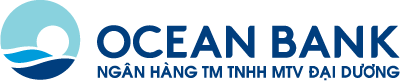 OCEAN BANK
NGÂN HÀNG TM TNHH MTV ĐẠI DƯƠNG